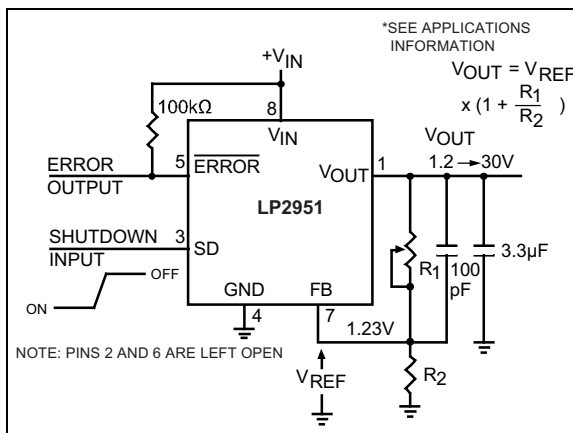 *SEE APPLICATIONS
INFORMATION
+VIN
VOUT = VREF
x (1 + R1
R2 )
100kΩ
8
VIN
VOUT
1.2 → 30V
ERROR
OUTPUT
5
ERROR
VOUT
1
LP2951
SHUTDOWN
INPUT
3
SD
OFF
ON
R1
100
pF
3.3µF
GND
FB
4
7
1.23V
NOTE: PINS 2 AND 6 ARE LEFT OPEN
VREF
R2